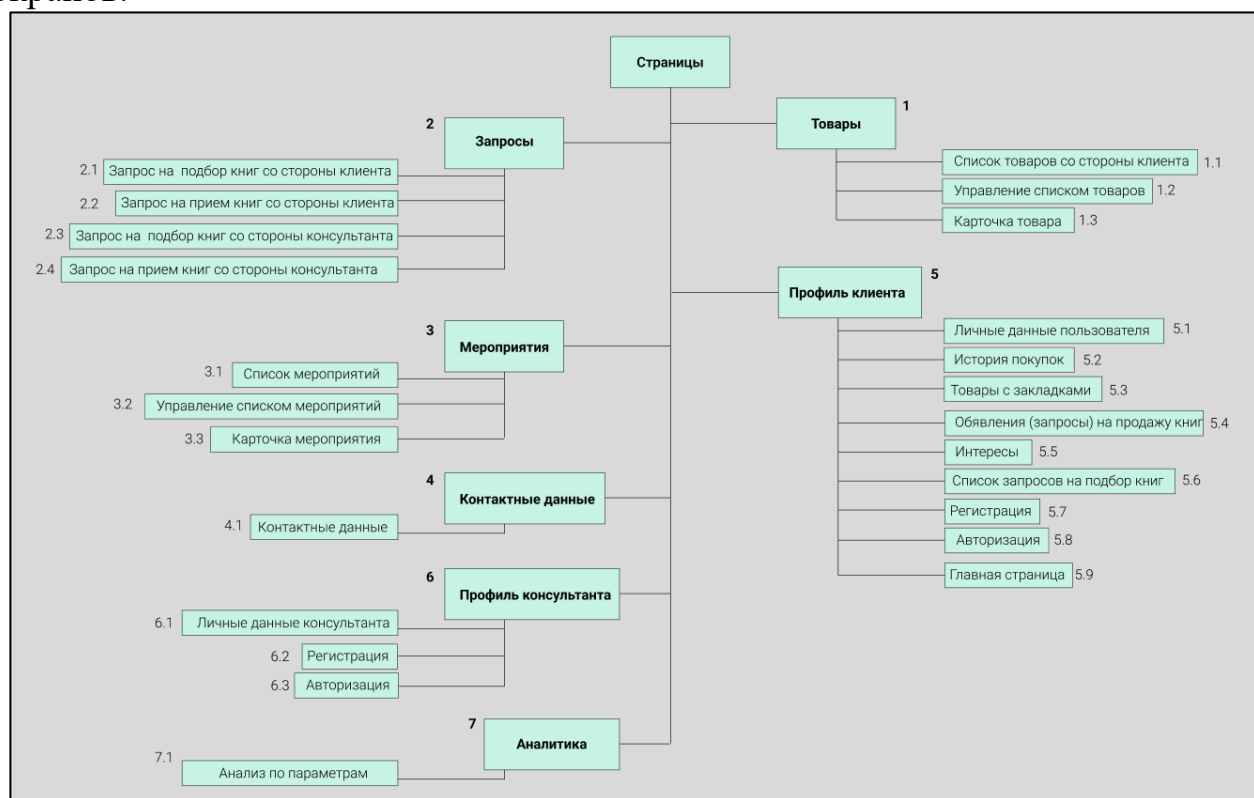 Страницы
1
Товары
Список товаров со стороны клиента 1.1
Управление списком товаров 1.2
Карточка товара 1.3
2
Запросы
2.1 Запрос на подбор книг со стороны клиента
2.2 Запрос на прием книг со стороны клиента
2.3 Запрос на подбор книг со стороны консультанта
2.4 Запрос на прием книг со стороны консультанта
3
Мероприятия
3.1 Список мероприятий
3.2 Управление списком мероприятий
3.3 Карточка мероприятия
4
Контактные данные
4.1 Контактные данные
5
Профиль клиента
Личные данные пользователя 5.1
История покупок 5.2
Товары с закладками 5.3
Обявления (запросы) на продажу книг 5.4
Интересы 5.5
Список запросов на подбор книг 5.6
Регистрация 5.7
Авторизация 5.8
Главная страница 5.9
6
Профиль консультанта
6.1 Личные данные консультанта
6.2 Регистрация
6.3 Авторизация
7
Аналитика
7.1 Анализ по параметрам